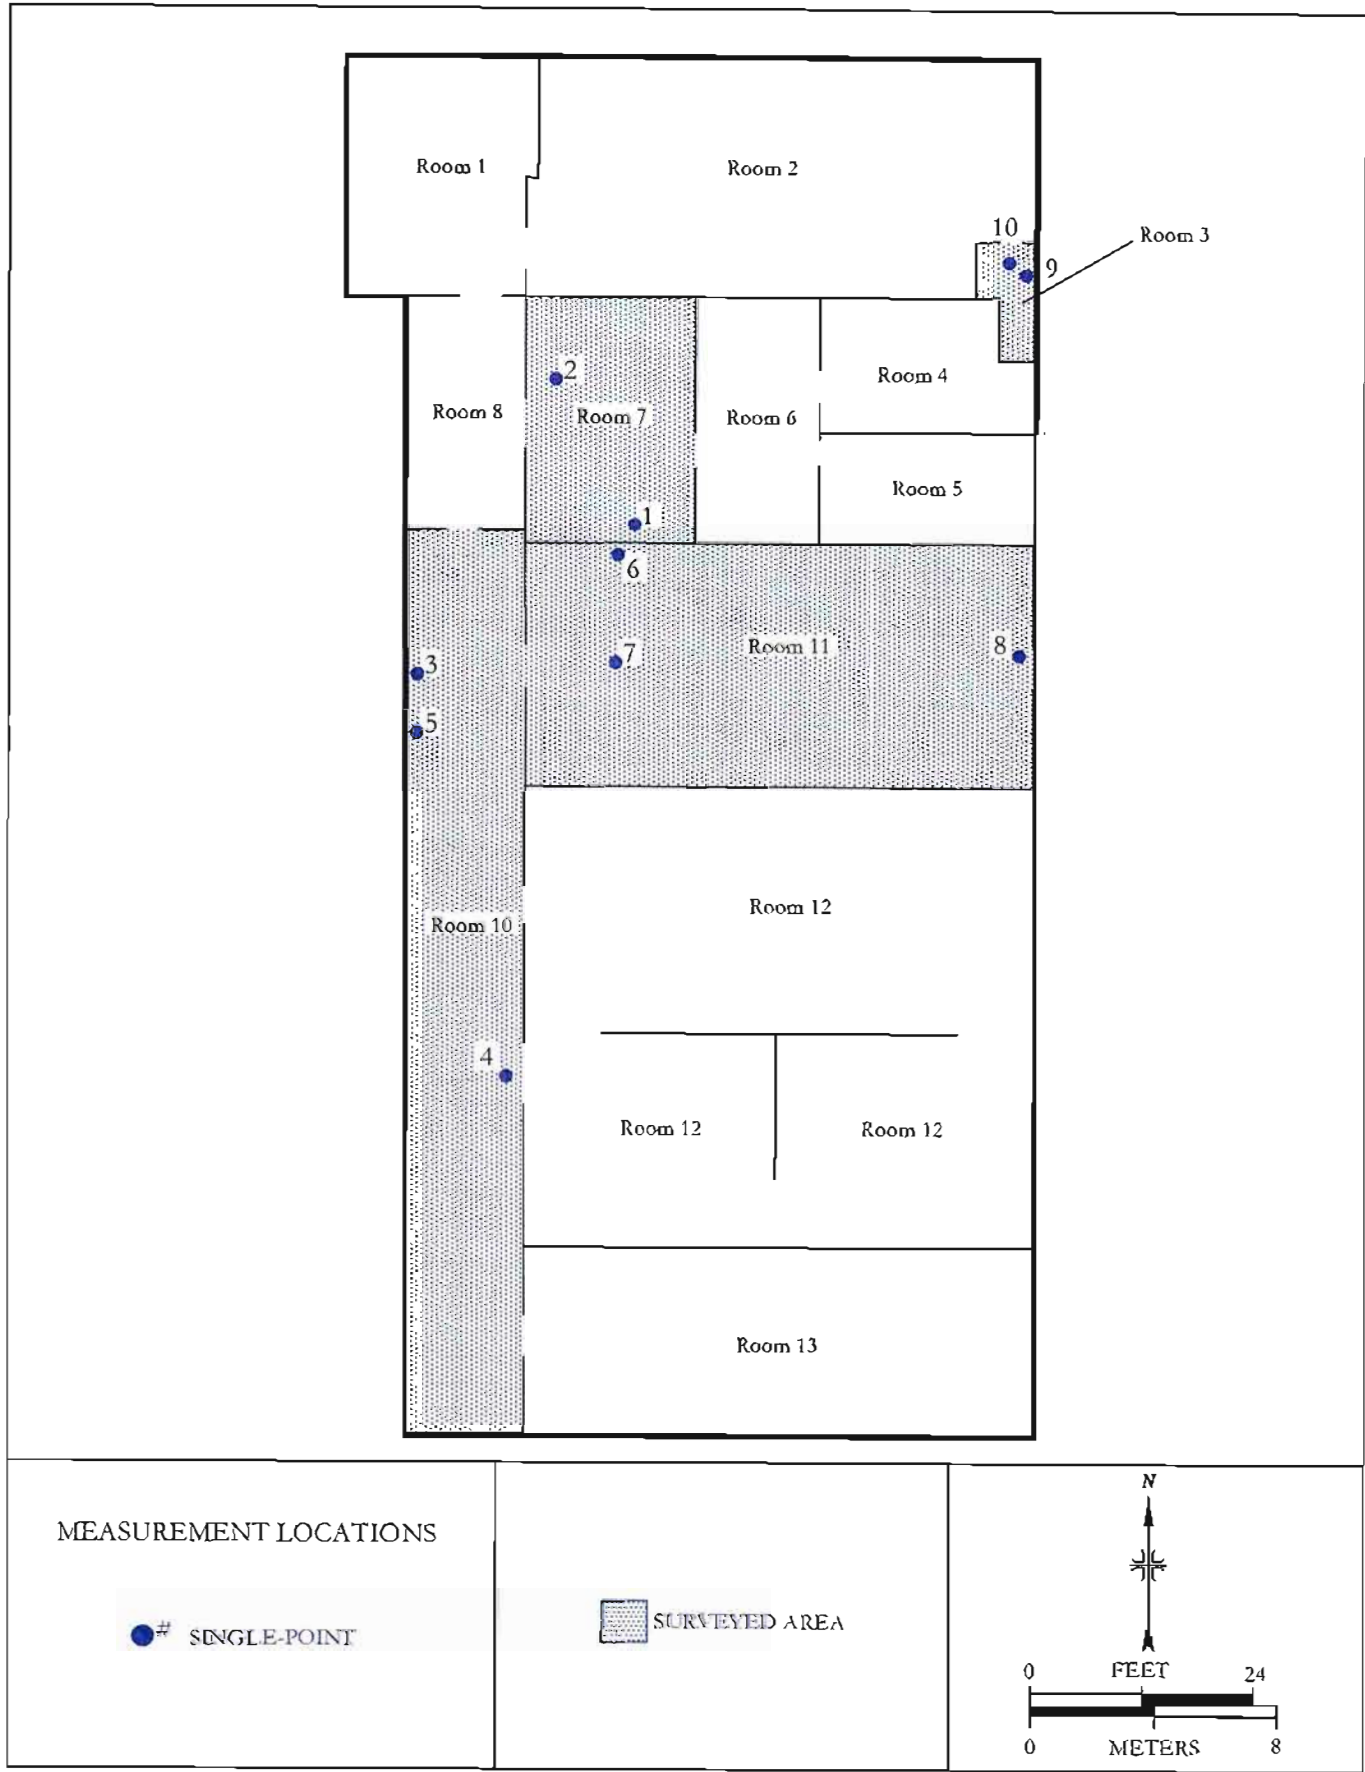 Room 1
Room 2
10
Room 3
9
2
Room 4
Room 8
Room 7
Room 6
Room 5
1
6
7
Room 11
8
3
5
Room 12
Room 10
4
Room 12
Room 12
Room 13
MEASUREMENT LOCATIONS
# SINGLE-POINT
SURVEYED AREA
N
0 FEET 24
0 METERS 8